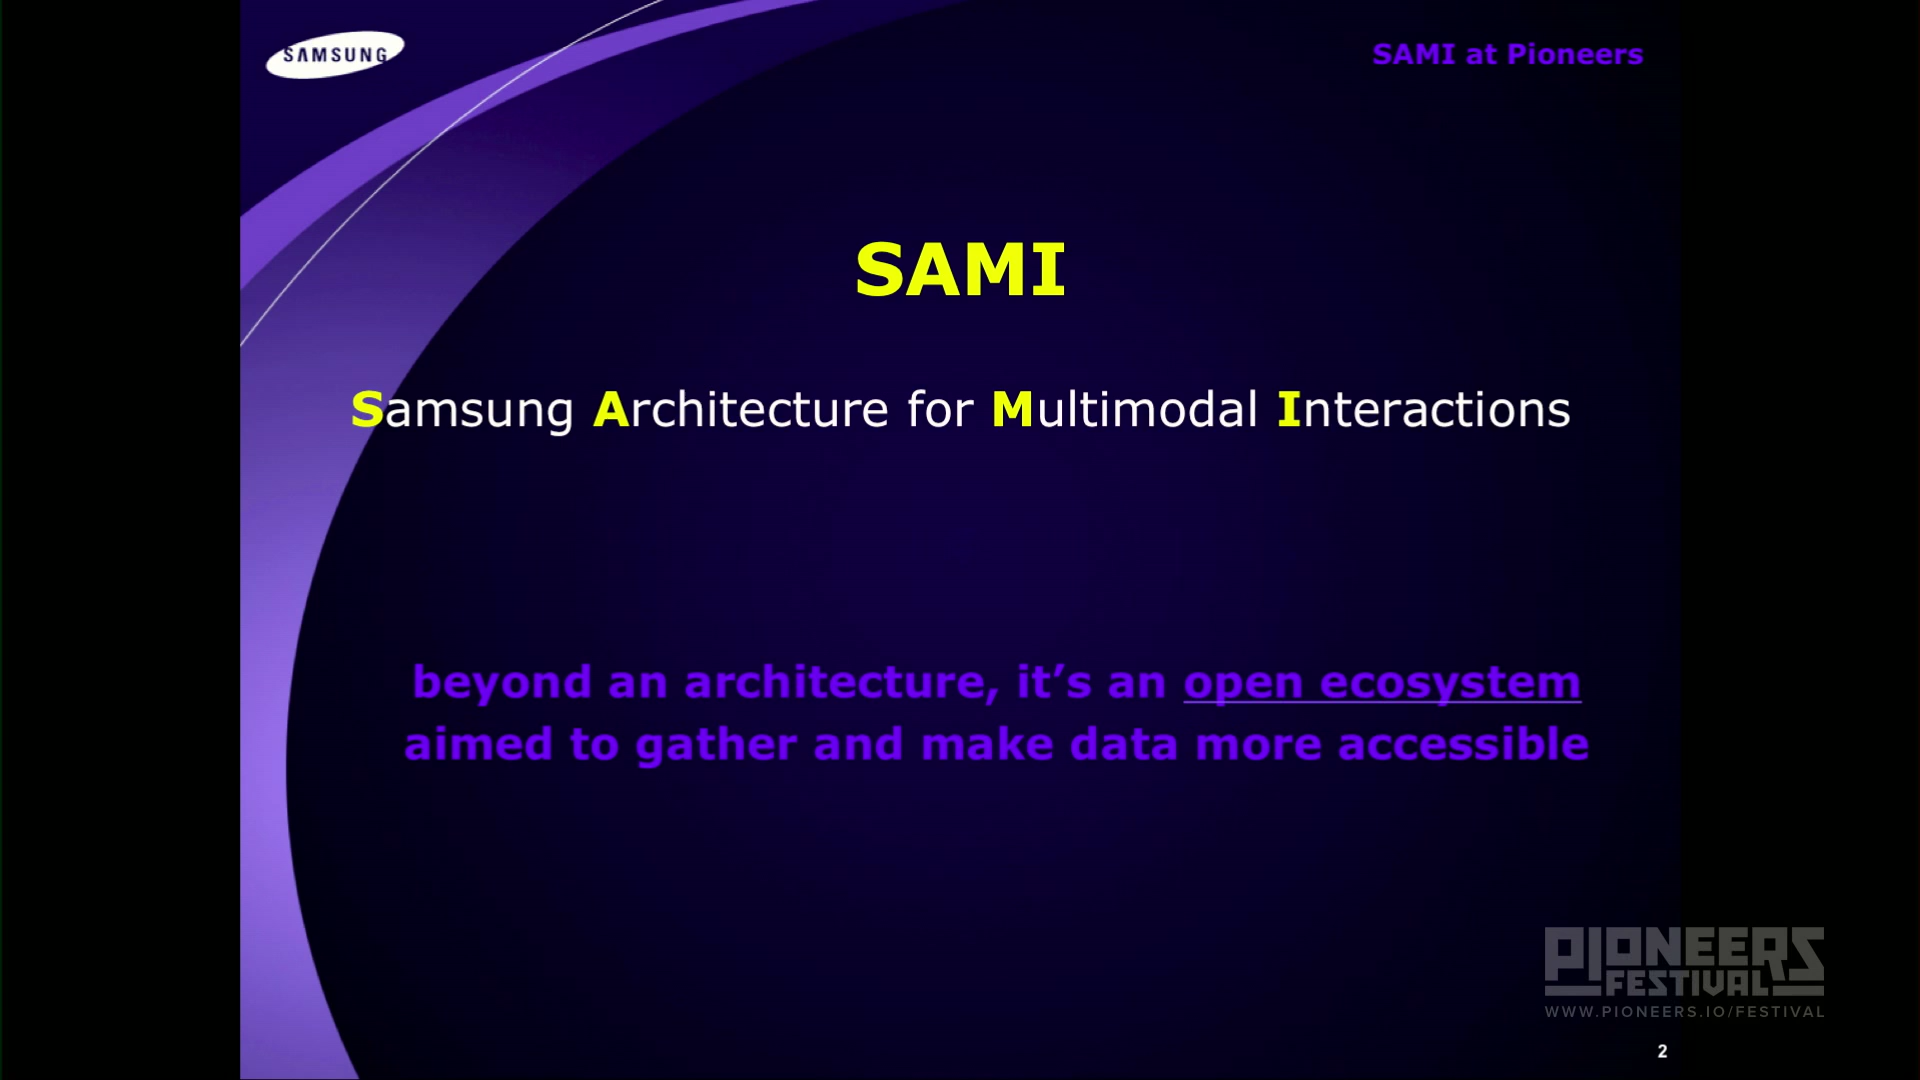 SAMSUNG
SAMI at Pioneers
SAMI
Samsung Architecture for Multimodal Interactions
beyond an architecture, it’s an open ecosystem
aimed to gather and make data more accessible
PIONEERS
FESTIVAL
WWW.PIONEERS.IO/FESTIVAL
2